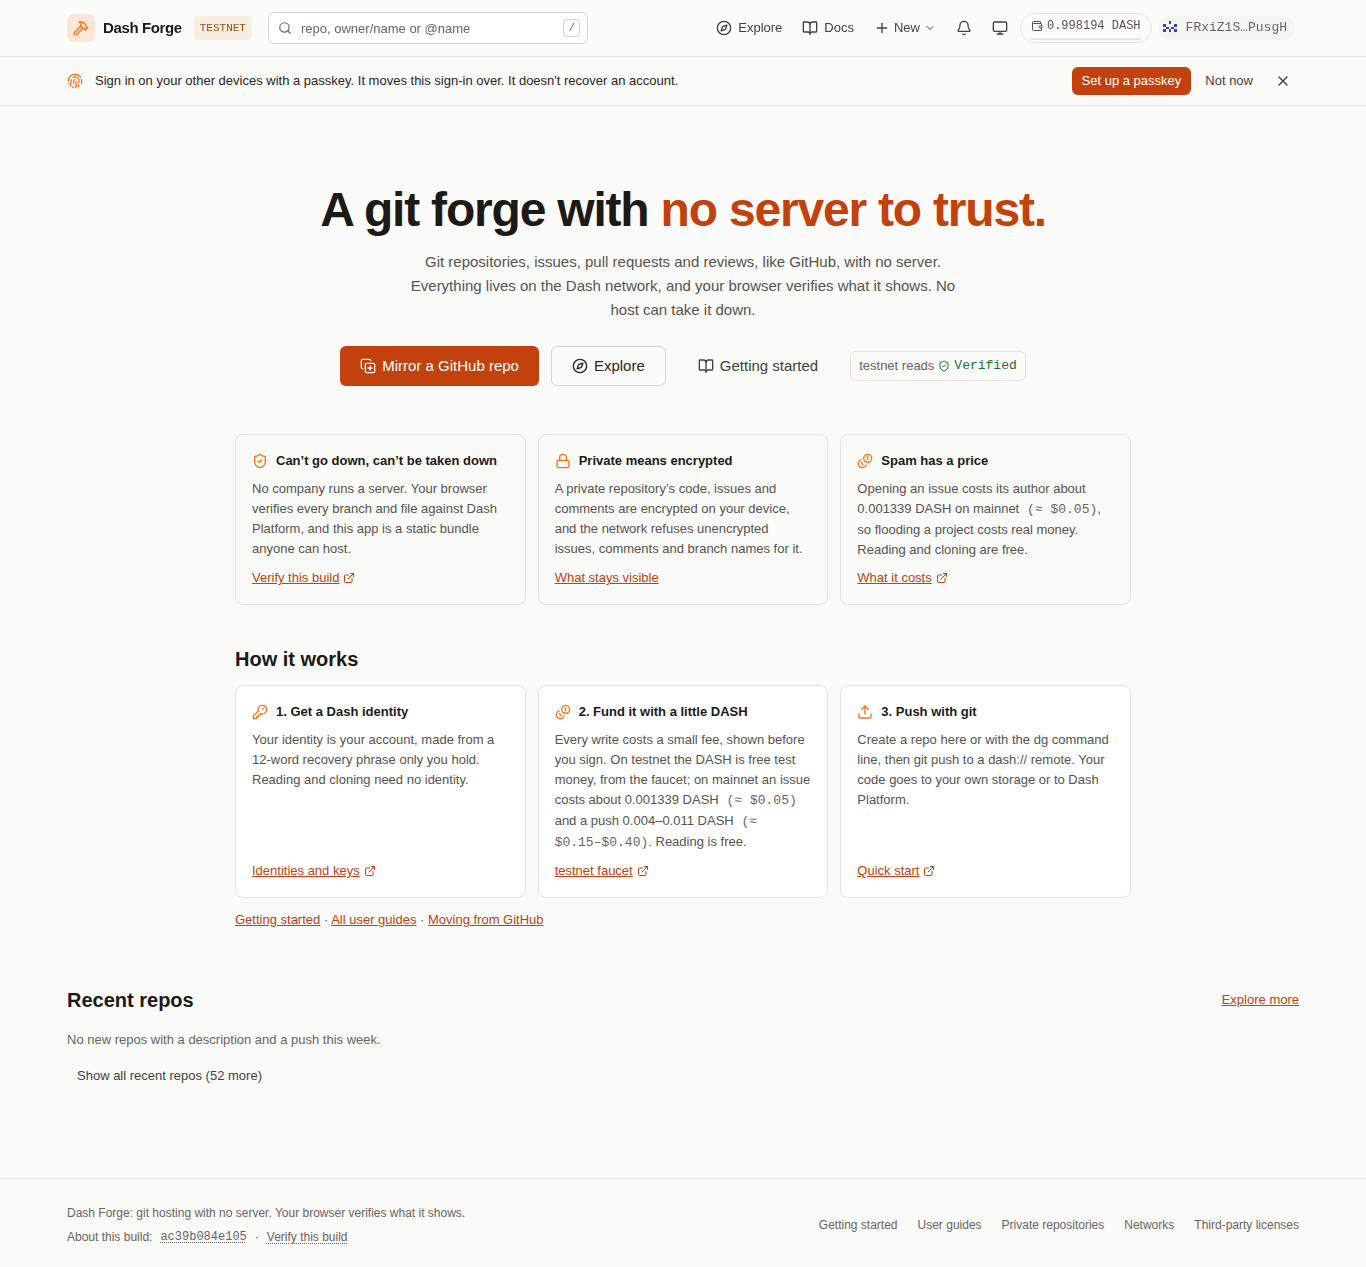 Dash Forge TESTNET repo, owner/name or @name / Explore Docs New 0.998194 DASH FRxiZ1S…PusgH
Sign in on your other devices with a passkey. It moves this sign-in over. It doesn't recover an account. Set up a passkey Not now
A git forge with no server to trust.
Git repositories, issues, pull requests and reviews, like GitHub, with no server.
Everything lives on the Dash network, and your browser verifies what it shows. No
host can take it down.
Mirror a GitHub repo Explore Getting started testnet reads Verified
Can’t go down, can’t be taken down
No company runs a server. Your browser
verifies every branch and file against Dash
Platform, and this app is a static bundle
anyone can host.
Verify this build
Private means encrypted
A private repository’s code, issues and
comments are encrypted on your device,
and the network refuses unencrypted
issues, comments and branch names for it.
What stays visible
Spam has a price
Opening an issue costs its author about
0.001339 DASH on mainnet (≈ $0.05),
so flooding a project costs real money.
Reading and cloning are free.
What it costs
How it works
1. Get a Dash identity
Your identity is your account, made from a
12-word recovery phrase only you hold.
Reading and cloning need no identity.
Identities and keys
2. Fund it with a little DASH
Every write costs a small fee, shown before
you sign. On testnet the DASH is free test
money, from the faucet; on mainnet an issue
costs about 0.001339 DASH (≈ $0.05)
and a push 0.004–0.011 DASH (≈
$0.15–$0.40). Reading is free.
testnet faucet
3. Push with git
Create a repo here or with the dg command
line, then git push to a dash:// remote. Your
code goes to your own storage or to Dash
Platform.
Quick start
Getting started · All user guides · Moving from GitHub
Recent repos Explore more
No new repos with a description and a push this week.
Show all recent repos (52 more)
Dash Forge: git hosting with no server. Your browser verifies what it shows.
About this build: ac39b084e105 · Verify this build
Getting started User guides Private repositories Networks Third-party licenses